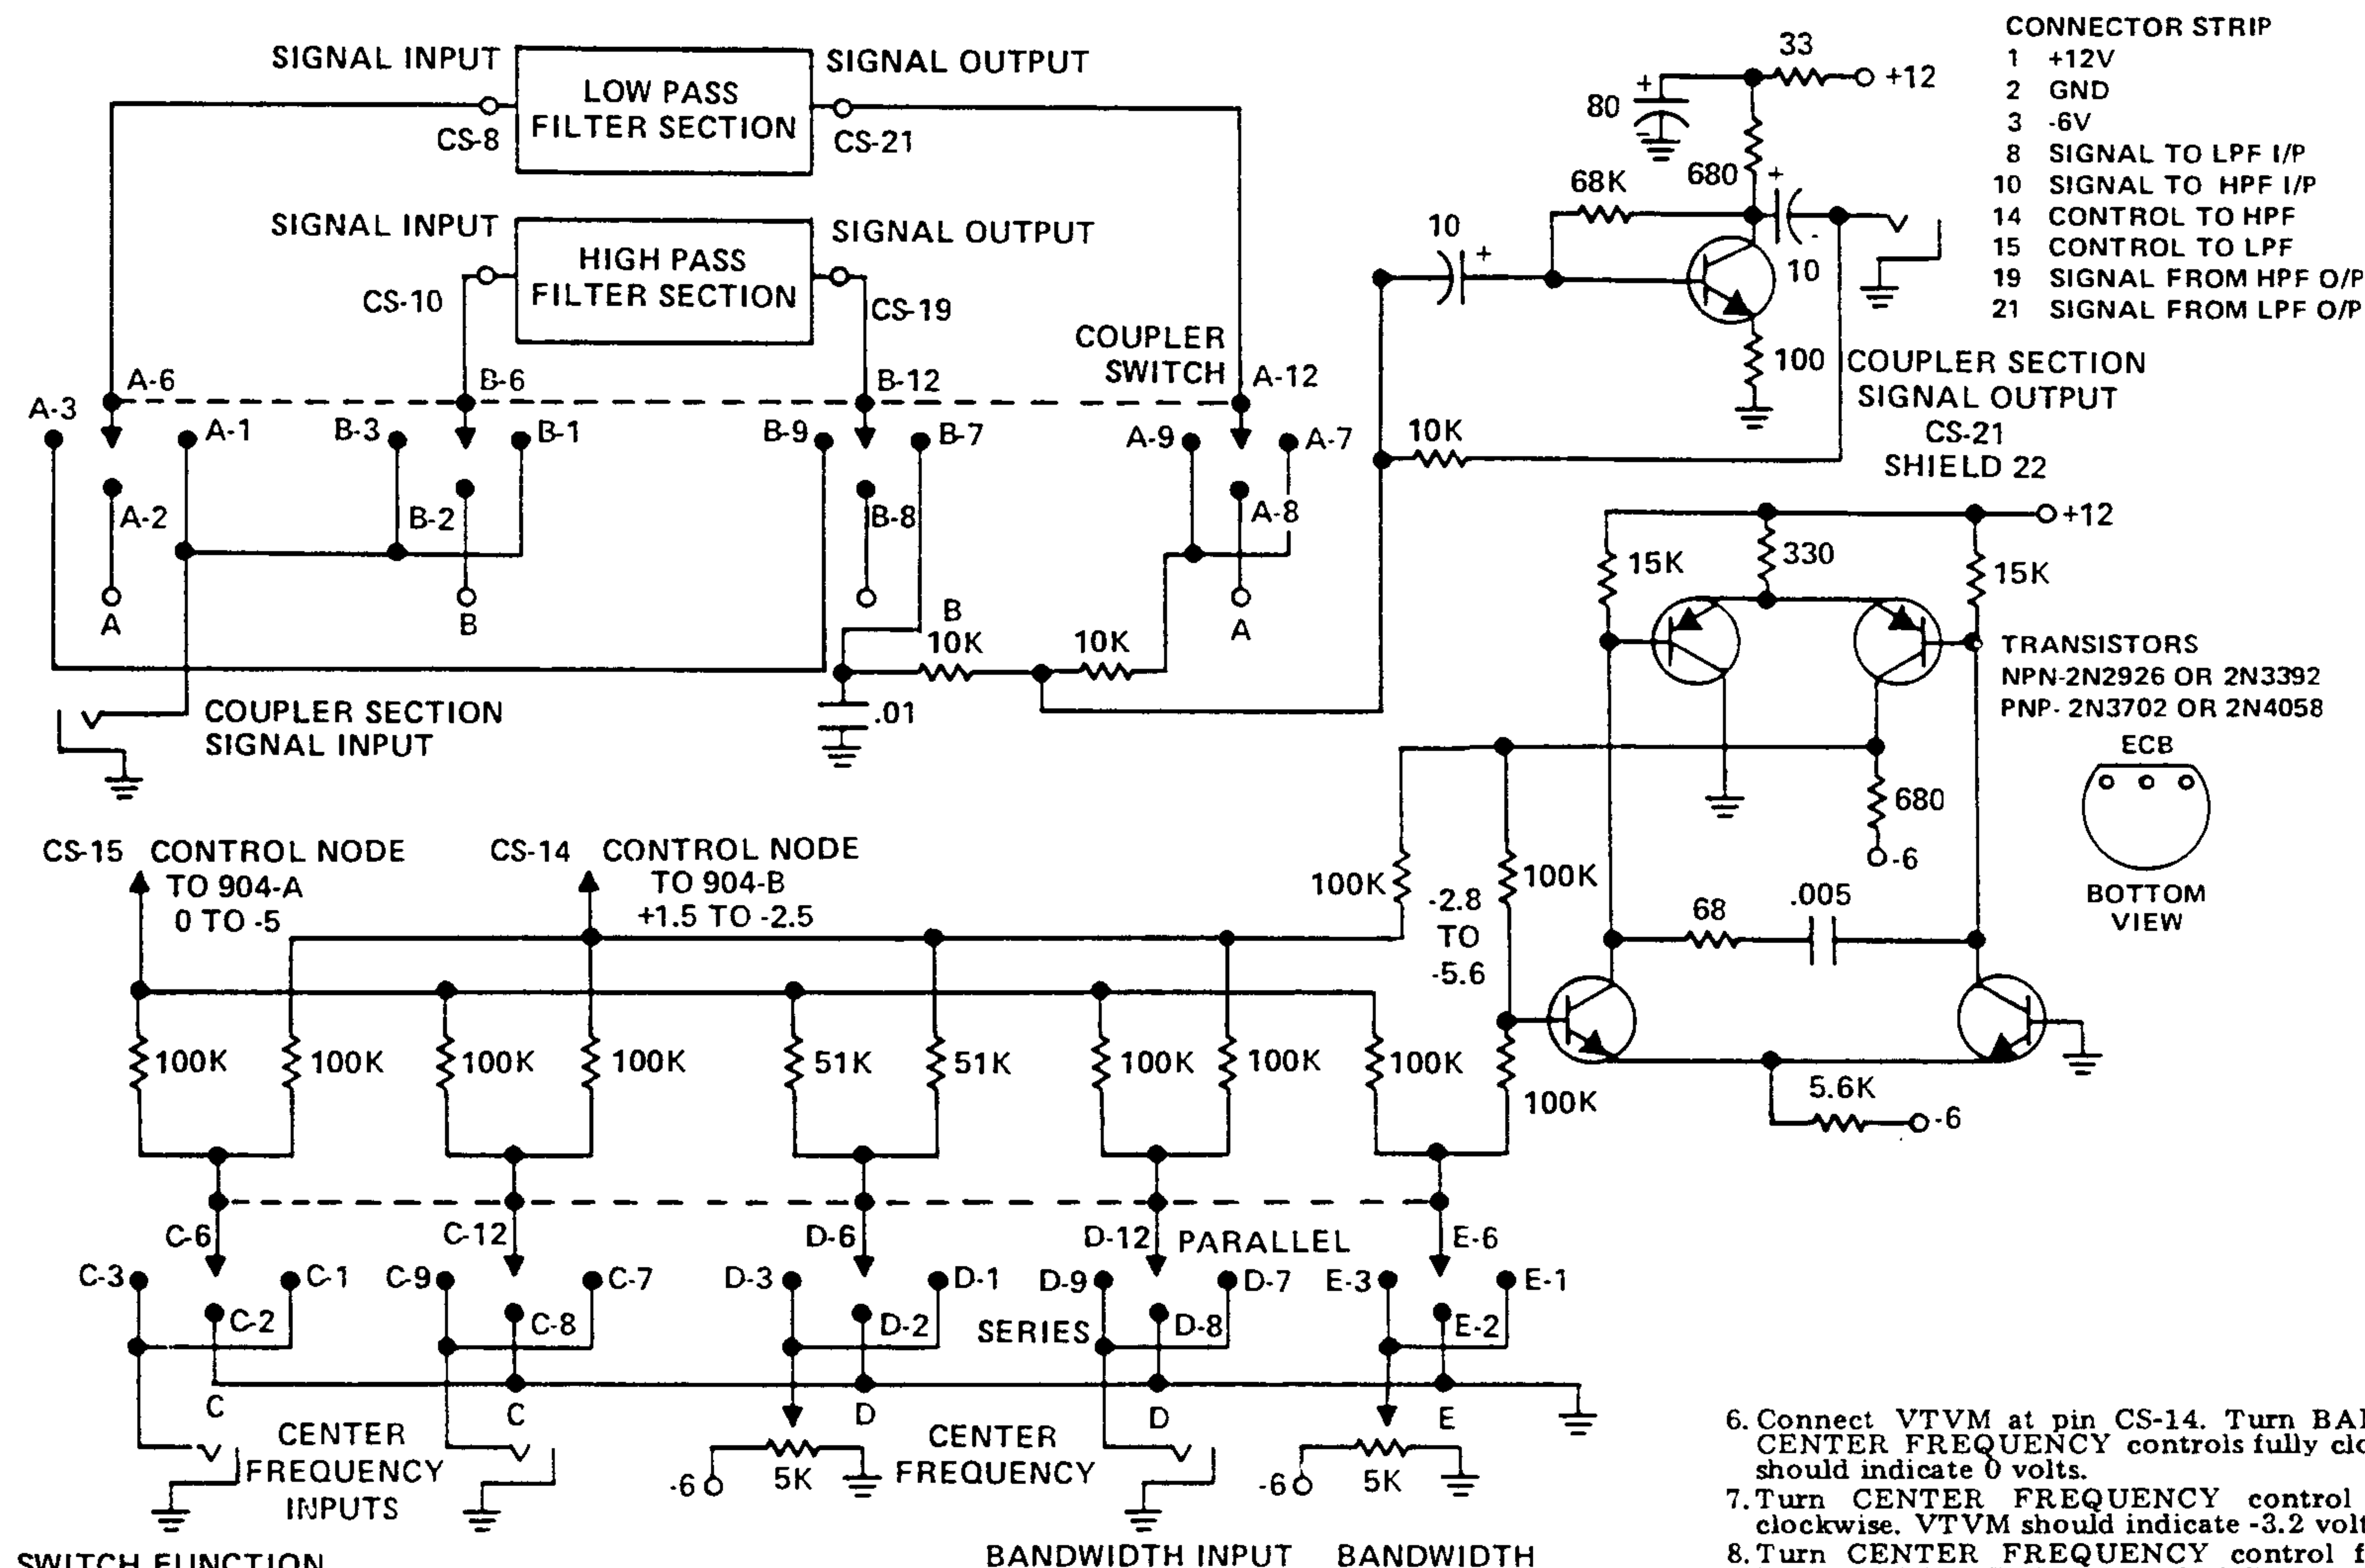 SIGNAL INPUT
LOW PASS
FILTER SECTION
SIGNAL OUTPUT
CS-8
CS-21
SIGNAL INPUT
HIGH PASS
FILTER SECTION
SIGNAL OUTPUT
CS-10
CS-19
COUPLER
SWITCH
A-3
A-6
A-1
B-3
B-6
B-1
B-9
B-12
B-7
A-9
A-12
A-7
A-2
B-2
B-8
A-8
A
B
B
A
10K
10K
.01
COUPLER SECTION
SIGNAL INPUT
33
+12
80
+
-
680
+
68K
10
+
10
-
100
10K
COUPLER SECTION
SIGNAL OUTPUT
CS-21
SHIELD 22
CONNECTOR STRIP
1 +12V
2 GND
3 -6V
8 SIGNAL TO LPF I/P
10 SIGNAL TO HPF I/P
14 CONTROL TO HPF
15 CONTROL TO LPF
19 SIGNAL FROM HPF O/P
21 SIGNAL FROM LPF O/P
+12
15K
330
15K
TRANSISTORS
NPN-2N2926 OR 2N3392
PNP- 2N3702 OR 2N4058
ECB
BOTTOM
VIEW
680
-6
100K
100K
-2.8
TO
-5.6
68
.005
5.6K
-6
CS-15 CONTROL NODE
TO 904-A
0 TO -5
CS-14 CONTROL NODE
TO 904-B
+1.5 TO -2.5
100K
100K
100K
100K
51K
51K
100K
100K
100K
100K
C-6
C-12
D-6
D-12
PARALLEL
E-6
C-3
C-1
C-9
C-7
D-3
D-1
D-9
D-7
E-3
E-1
C-2
C-8
D-2
SERIES
D-8
E-2
C
C
D
D
E
CENTER
FREQUENCY
INPUTS
-6
5K
CENTER
FREQUENCY
-6
5K
SWITCH FUNCTION
BANDWIDTH INPUT
BANDWIDTH
6. Connect VTVM at pin CS-14. Turn
CENTER FREQUENCY controls fully
should indicate 0 volts.
7. Turn CENTER FREQUENCY control
clockwise. VTVM should indicate -3.2
8. Turn CENTER FREQUENCY control